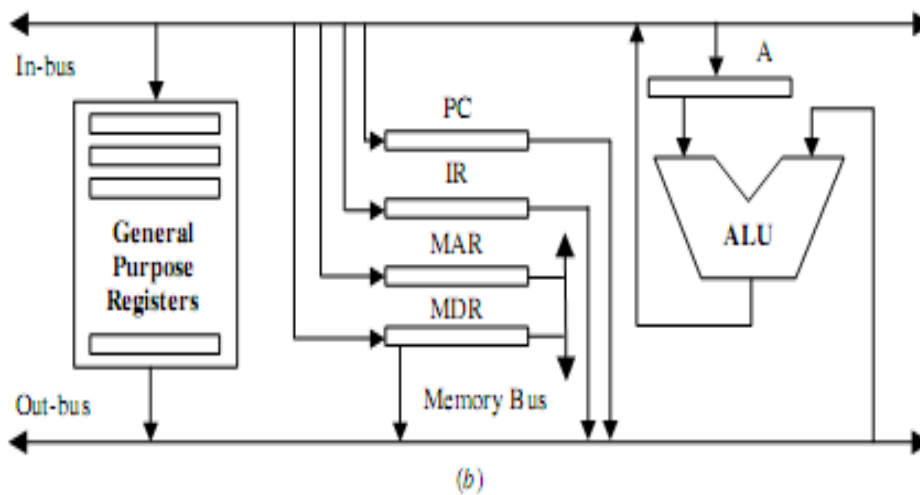 In-bus
A
PC
IR
General
Purpose
Registers
ALU
MAR
MDR
Out-bus
Memory Bus
(b)